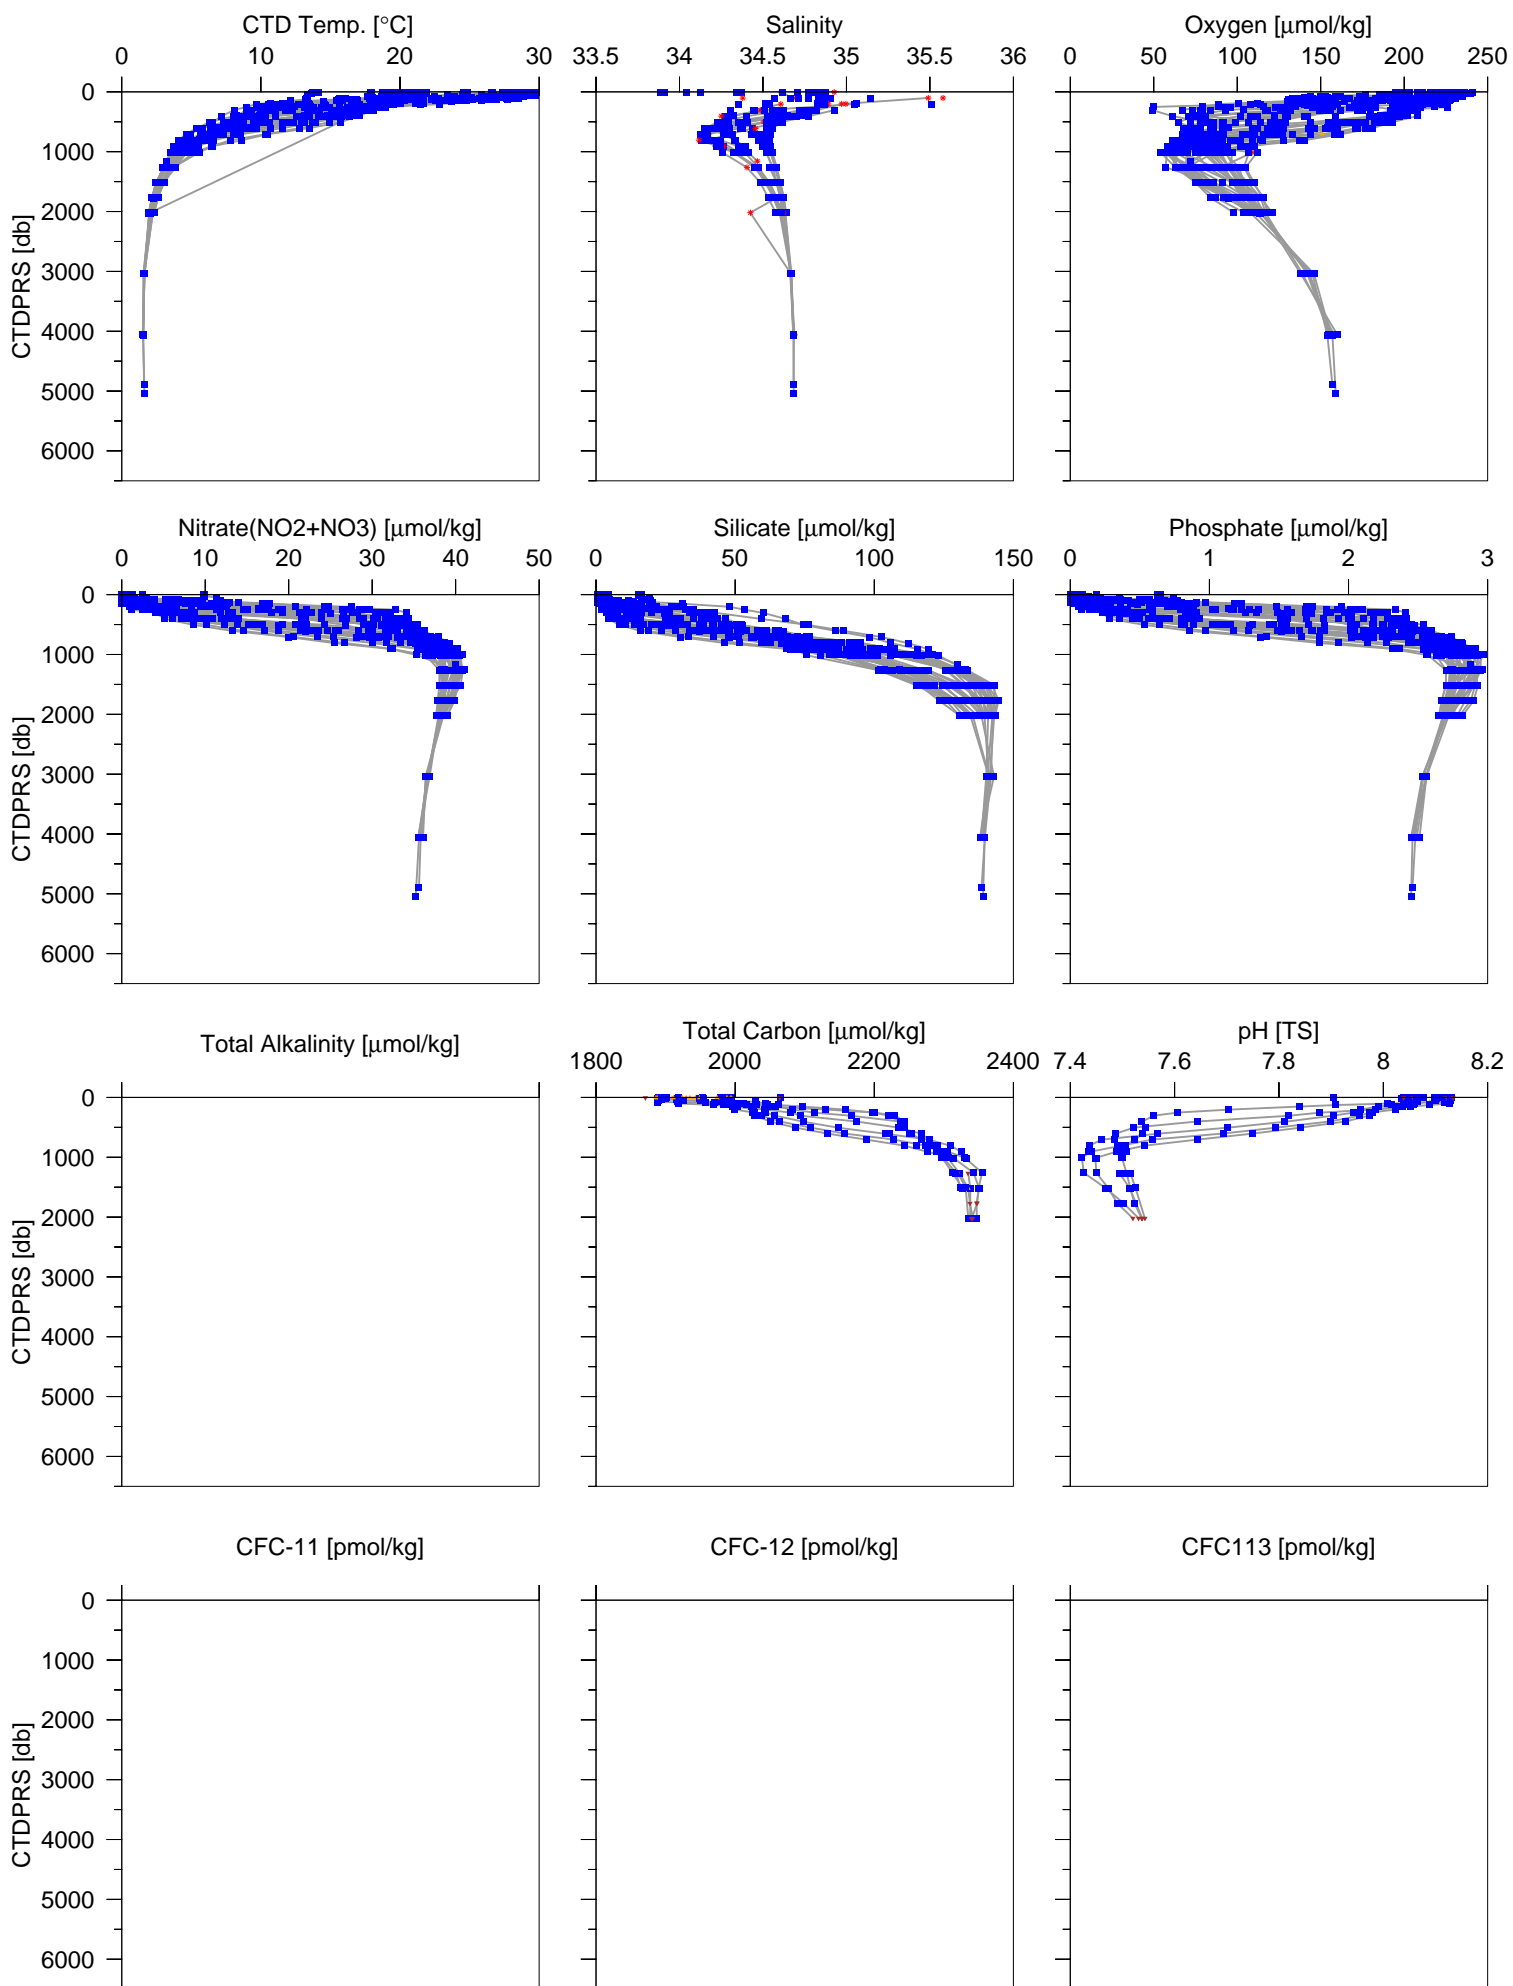 CTD Temp. [°C] Salinity Oxygen [μmol/kg]
0 10 20 30 33.5 34 34.5 35 35.5 36 0 50 100 150 200 250
0
1000
2000
3000
4000
5000
6000
CTDPRS [db]
Nitrate(NO2+NO3) [μmol/kg] Silicate [μmol/kg] Phosphate [μmol/kg]
0 10 20 30 40 50 0 50 100 150 0 1 2 3
0
1000
2000
3000
4000
5000
6000
CTDPRS [db]
Total Alkalinity [μmol/kg] Total Carbon [μmol/kg] pH [TS]
1800 2000 2200 2400 7.4 7.6 7.8 8 8.2
0
1000
2000
3000
4000
5000
6000
CTDPRS [db]
CFC-11 [pmol/kg] CFC-12 [pmol/kg] CFC113 [pmol/kg]
0
1000
2000
3000
4000
5000
6000
CTDPRS [db]